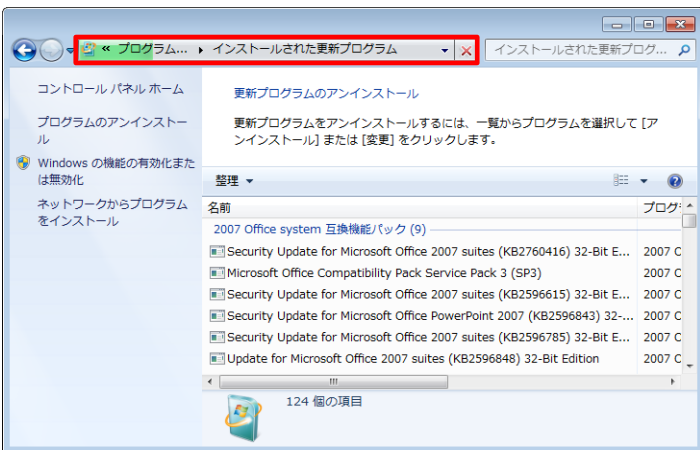 « プログラム... ▸ インストールされた更新プログラム
インストールされた更新プログ...
コントロール パネル ホーム
プログラムのアンインストー
ル
Windows の機能の有効化また
は無効化
ネットワークからプログラム
をインストール
更新プログラムのアンインストール
更新プログラムをアンインストールするには、一覧からプログラムを選択して [ア
ンインストール] または [変更] をクリックします。
整理
名前 プログ
2007 Office system 互換機能パック (9)
Security Update for Microsoft Office 2007 suites (KB2760416) 32-Bit E... 2007 O
Microsoft Office Compatibility Pack Service Pack 3 (SP3) 2007 O
Security Update for Microsoft Office 2007 suites (KB2596615) 32-Bit E... 2007 O
Security Update for Microsoft Office PowerPoint 2007 (KB2596843) 32-... 2007 O
Security Update for Microsoft Office 2007 suites (KB2596785) 32-Bit E... 2007 O
Update for Microsoft Office 2007 suites (KB2596848) 32-Bit Edition 2007 O
124 個の項目